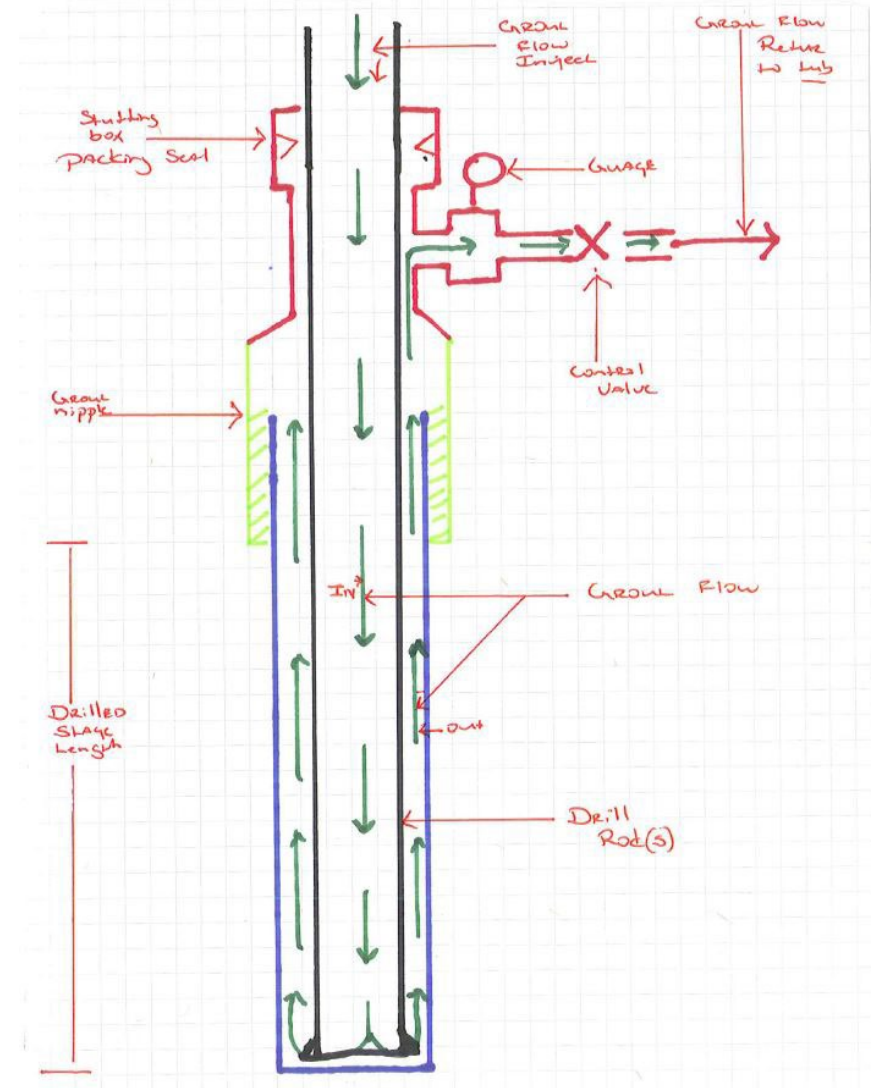 Grout
Flow
Inject
Grout Flow
Return
to tub
Stuffing
box
packing seal
Guage
Control
Valve
Grout
nipple
IN
Grout Flow
out
Drilled
Stage
Length
Drill
Rod(s)